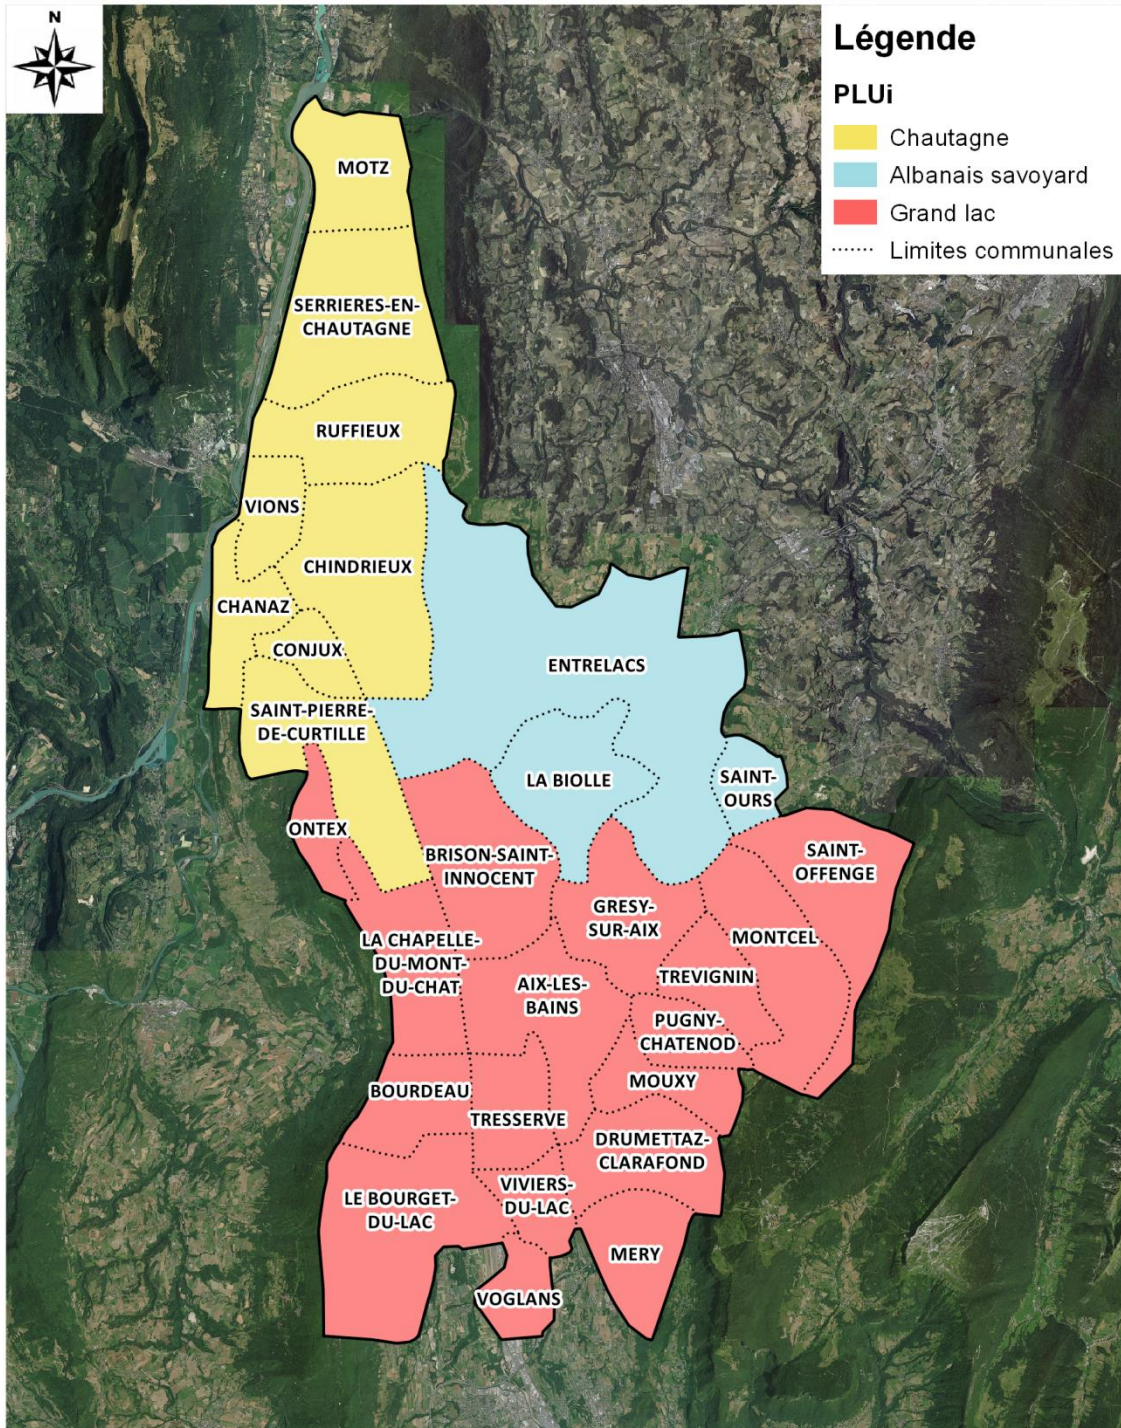 N
Légende
PLUi
Chautagne
Albanais savoyard
Grand lac
Limites communales
MOTZ
SERRIERES-EN-
CHAUTAGNE
RUFFIEUX
VIONS
CHINDRIEUX
CHANAZ
CONJUX
ENTRELACS
SAINT-PIERRE-
DE-CURTILLE
LA BIOLLE
SAINT-
OURS
ONTEX
BRISON-SAINT-
INNOCENT
SAINT-
OFFENGE
GRESY-
SUR-AIX
MONTCEL
LA CHAPELLE-
DU-MONT-
DU-CHAT
AIX-LES-
BAINS
TREVIGNIN
PUGNY-
CHATENOD
BOURDEAU
MOUXY
TRESSERVE
DRUMETTAZ-
CLARAFOND
LE BOURGET-
DU-LAC
VIVIERS-
DU-LAC
MERY
VOGLANS